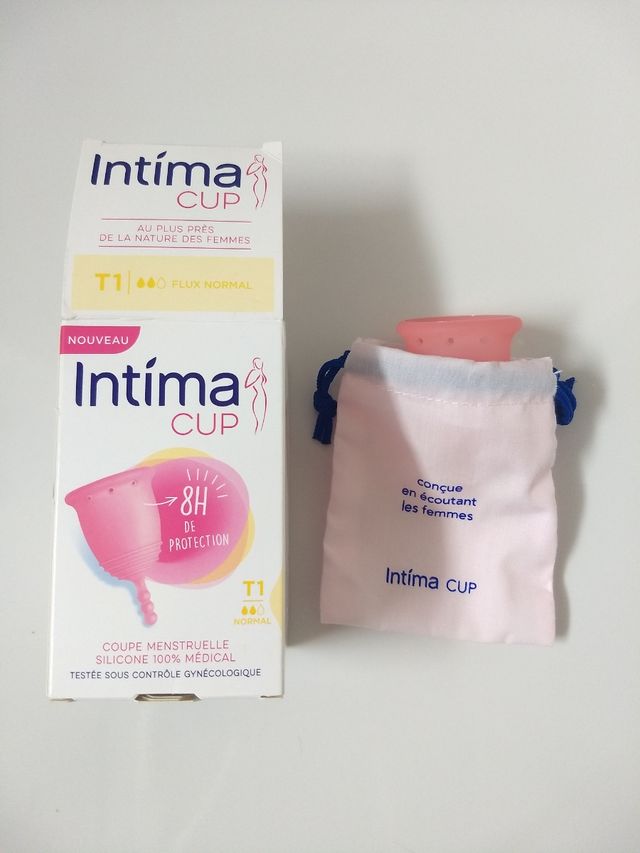 Intíma
CUP
AU PLUS PRÈS
DE LA NATURE DES FEMMES
T1 FLUX NORMAL
NOUVEAU
Intíma
CUP
8H
DE
PROTECTION
T1
NORMAL
COUPE MENSTRUELLE
SILICONE 100% MÉDICAL
TESTÉE SOUS CONTRÔLE GYNÉCOLOGIQUE
conçue
en écoutant
les femmes
Intíma CUP